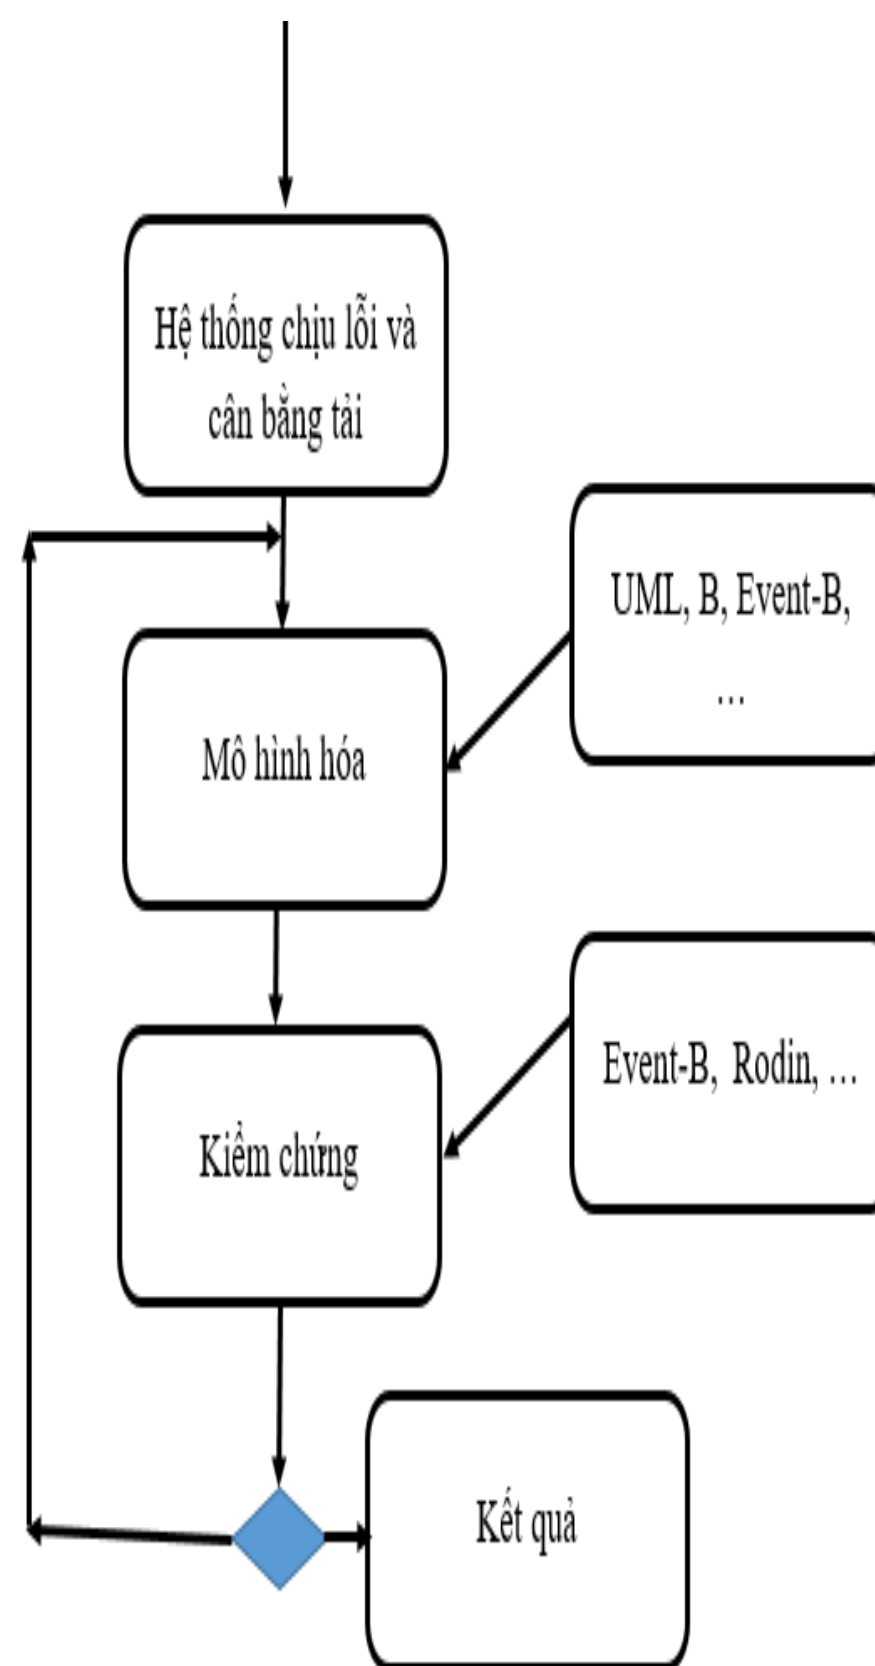 Hệ thống chịu lỗi và
cân bằng tải
UML, B, Event-B,
…
Mô hình hóa
Event-B, Rodin, …
Kiểm chứng
Kết quả